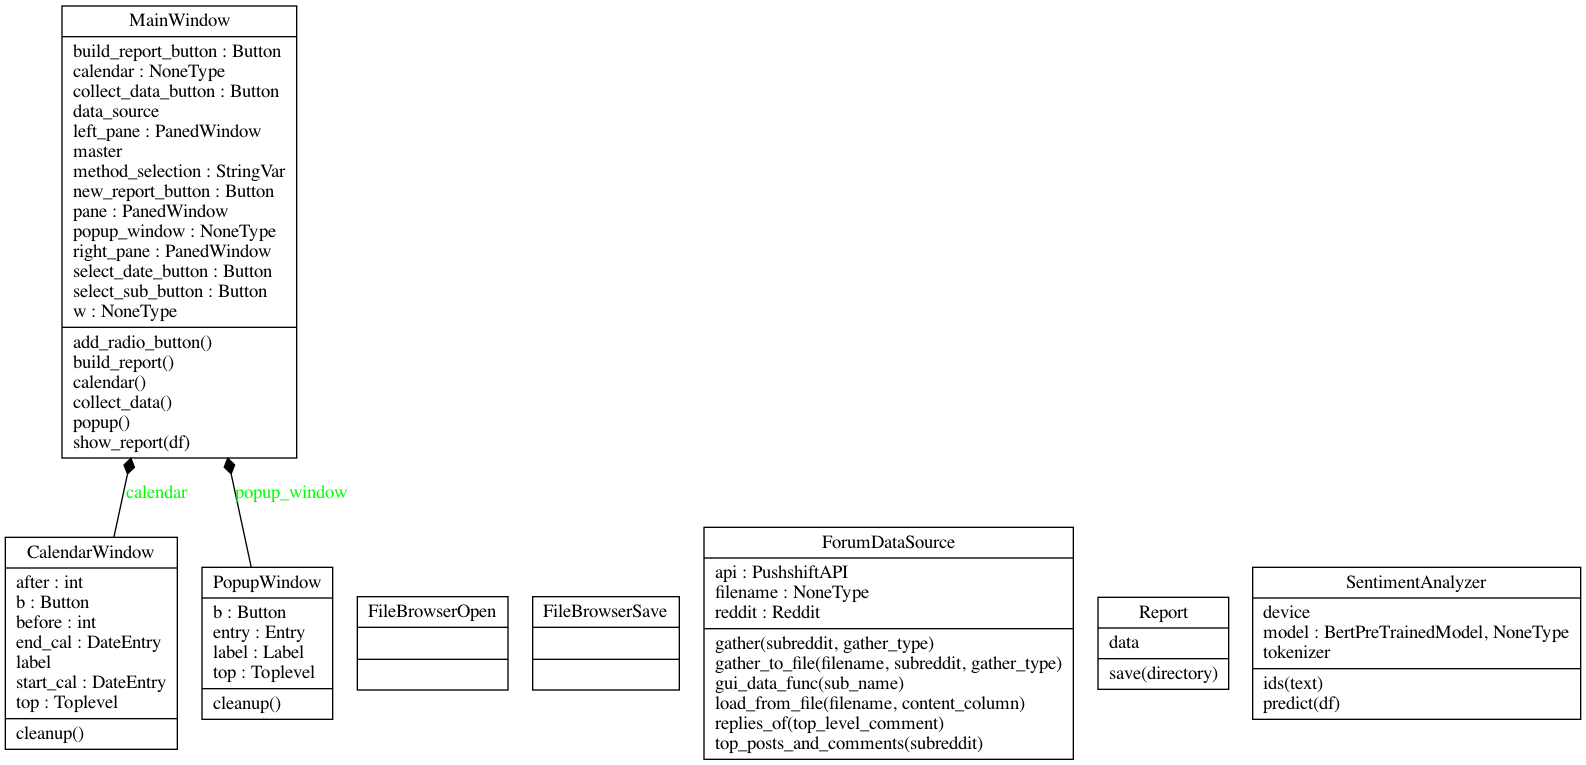 MainWindow
build_report_button : Button
calendar : NoneType
collect_data_button : Button
data_source
left_pane : PanedWindow
master
method_selection : StringVar
new_report_button : Button
pane : PanedWindow
popup_window : NoneType
right_pane : PanedWindow
select_date_button : Button
select_sub_button : Button
w : NoneType
add_radio_button()
build_report()
calendar()
collect_data()
popup()
show_report(df)
calendar
popup_window
CalendarWindow
after : int
b : Button
before : int
end_cal : DateEntry
label
start_cal : DateEntry
top : Toplevel
cleanup()
PopupWindow
b : Button
entry : Entry
label : Label
top : Toplevel
cleanup()
FileBrowserOpen
FileBrowserSave
ForumDataSource
api : PushshiftAPI
filename : NoneType
reddit : Reddit
gather(subreddit, gather_type)
gather_to_file(filename, subreddit, gather_type)
gui_data_func(sub_name)
load_from_file(filename, content_column)
replies_of(top_level_comment)
top_posts_and_comments(subreddit)
Report
data
save(directory)
SentimentAnalyzer
device
model : BertPreTrainedModel, NoneType
tokenizer
ids(text)
predict(df)